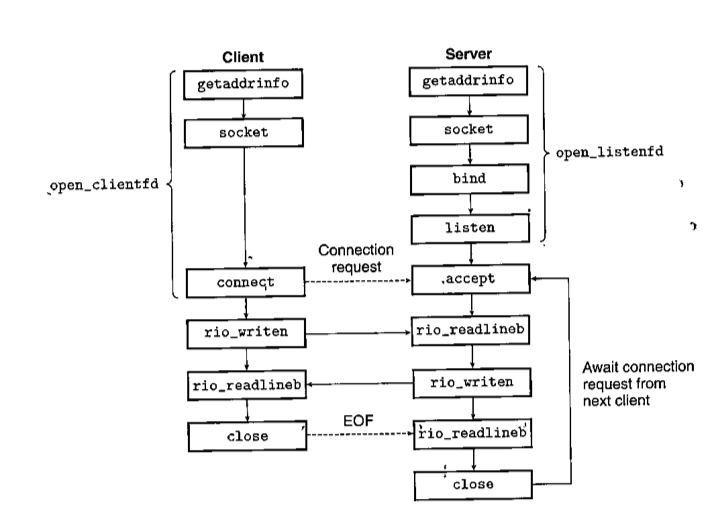 Client
Server
getaddrinfo
getaddrinfo
socket
socket
open_listenfd
bind
open_clientfd
listen
Connection
request
connect
accept
rio_writen
rio_readlineb
Await connection
request from
next client
rio_readlineb
rio_writen
EOF
close
rio_readlineb
close